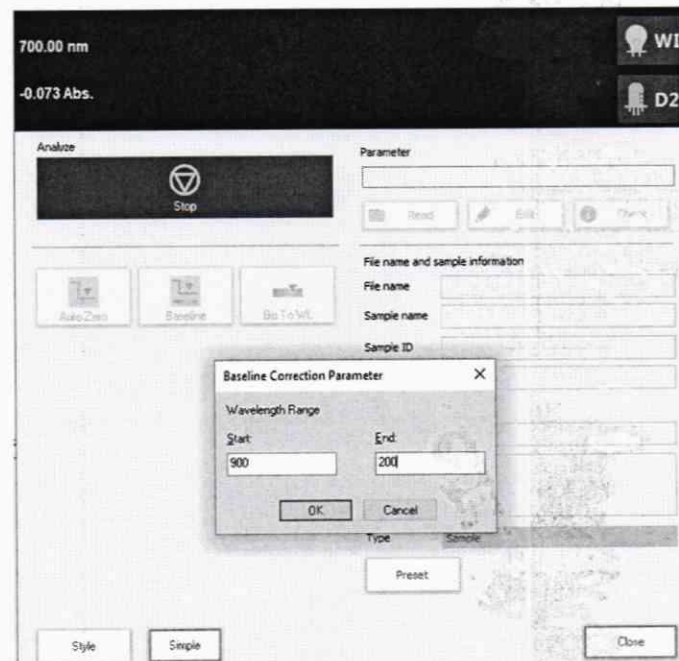 700.00 nm
WI
-0.073 Abs.
D2
Analyze
Stop
Auto Zero
Baseline
Go To WL
Parameter
Read
Edit
Check
File name and sample information
File name
Sample name
Sample ID
Baseline Correction Parameter
Wavelength Range
Start:
End:
900
200
OK
Cancel
Type
Sample
Preset
Style
Simple
Close